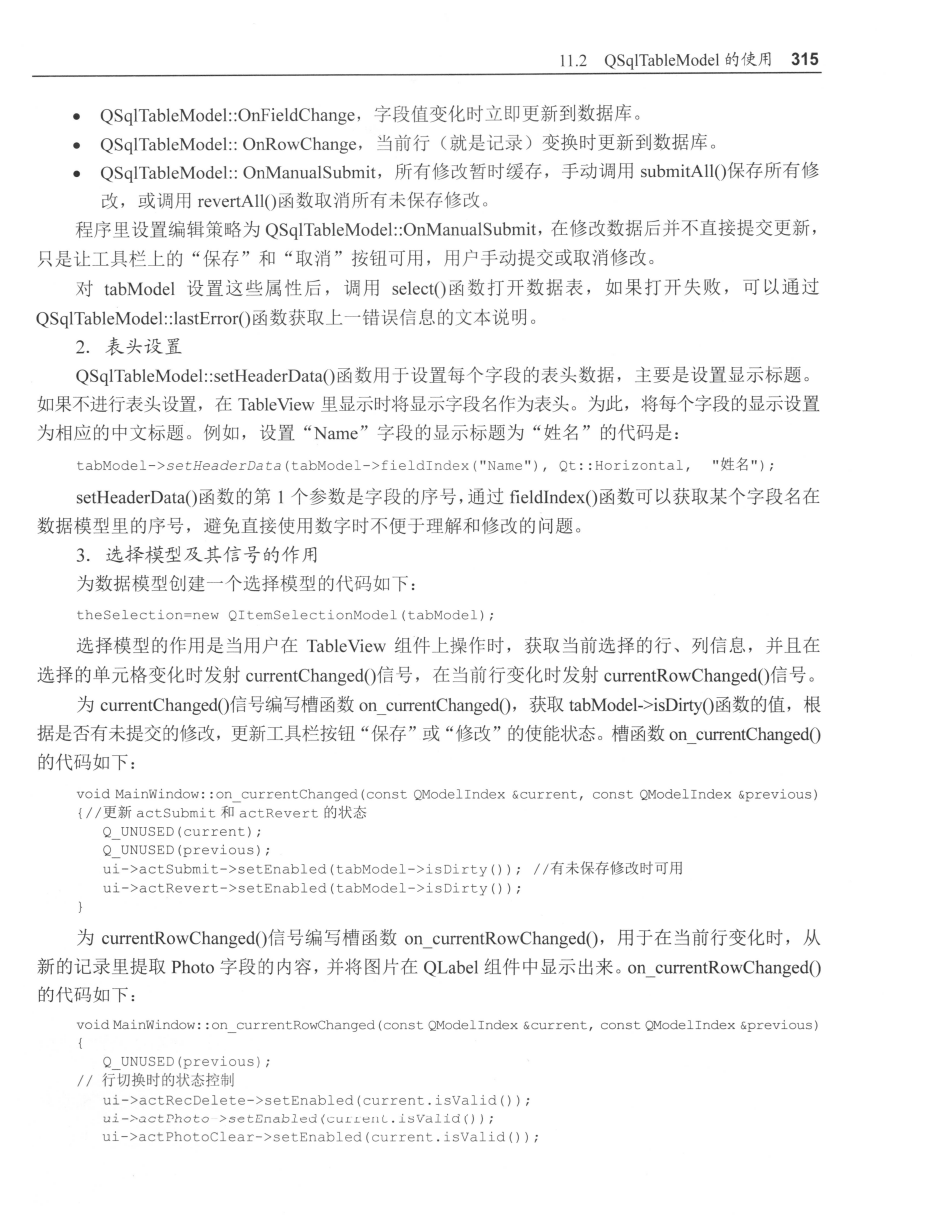 11.2 QSqlTableModel 的使用 315
● QSqlTableModel::OnFieldChange，字段值变化时立即更新到数据库。
● QSqlTableModel:: OnRowChange，当前行（就是记录）变换时更新到数据库。
● QSqlTableModel:: OnManualSubmit，所有修改暂时缓存，手动调用 submitAll()保存所有修
改，或调用 revertAll()函数取消所有未保存修改。
程序里设置编辑策略为 QSqlTableModel::OnManualSubmit，在修改数据后并不直接提交更新，
只是让工具栏上的“保存”和“取消”按钮可用，用户手动提交或取消修改。
对 tabModel 设置这些属性后，调用 select()函数打开数据表，如果打开失败，可以通过
QSqlTableModel::lastError()函数获取上一错误信息的文本说明。
2. 表头设置
QSqlTableModel::setHeaderData()函数用于设置每个字段的表头数据，主要是设置显示标题。
如果不进行表头设置，在 TableView 里显示时将显示字段名作为表头。为此，将每个字段的显示设置
为相应的中文标题。例如，设置“Name”字段的显示标题为“姓名”的代码是：
tabModel->setHeaderData(tabModel->fieldIndex("Name"), Qt::Horizontal, "姓名");
setHeaderData()函数的第 1 个参数是字段的序号，通过 fieldIndex()函数可以获取某个字段名在
数据模型里的序号，避免直接使用数字时不便于理解和修改的问题。
3. 选择模型及其信号的作用
为数据模型创建一个选择模型的代码如下：
theSelection=new QItemSelectionModel(tabModel);
选择模型的作用是当用户在 TableView 组件上操作时，获取当前选择的行、列信息，并且在
选择的单元格变化时发射 currentChanged()信号，在当前行变化时发射 currentRowChanged()信号。
为 currentChanged()信号编写槽函数 on_currentChanged()，获取 tabModel->isDirty()函数的值，根
据是否有未提交的修改，更新工具栏按钮“保存”或“修改”的使能状态。槽函数 on_currentChanged()
的代码如下：
void MainWindow::on_currentChanged(const QModelIndex &current, const QModelIndex &previous)
{//更新 actSubmit 和 actRevert 的状态
Q_UNUSED(current);
Q_UNUSED(previous);
ui->actSubmit->setEnabled(tabModel->isDirty()); //有未保存修改时可用
ui->actRevert->setEnabled(tabModel->isDirty());
}
为 currentRowChanged()信号编写槽函数 on_currentRowChanged()，用于在当前行变化时，从
新的记录里提取 Photo 字段的内容，并将图片在 QLabel 组件中显示出来。on_currentRowChanged()
的代码如下：
void MainWindow::on_currentRowChanged(const QModelIndex &current, const QModelIndex &previous)
{
Q_UNUSED(previous);
// 行切换时的状态控制
ui->actRecDelete->setEnabled(current.isValid());
ui->actPhoto->setEnabled(current.isValid());
ui->actPhotoClear->setEnabled(current.isValid());